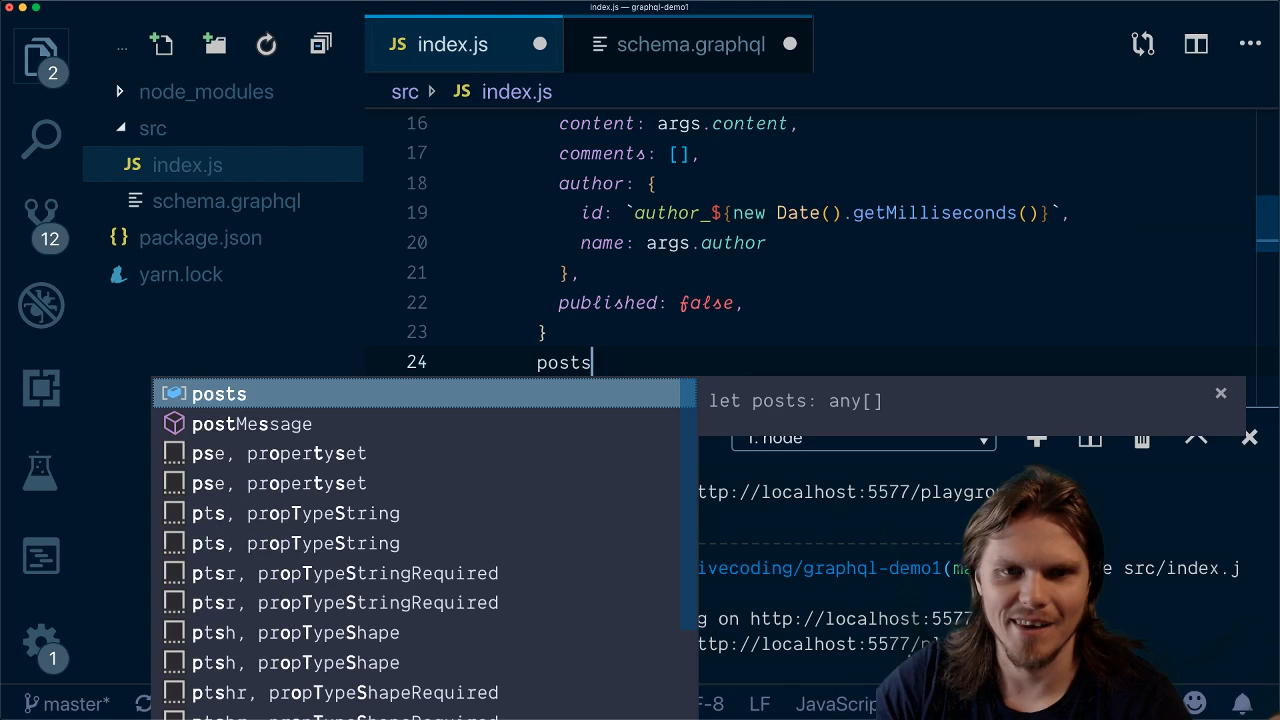 index.js — graphql-demo1
...
JS index.js
schema.graphql
2
node_modules
src
JS index.js
schema.graphql
{} package.json
yarn.lock
12
1
src JS index.js
16 content: args.content,
17 comments: [],
18 author: {
19 id: `author_${new Date().getMilliseconds()}`,
20 name: args.author
21 },
22 published: false,
23 }
24 posts
posts
postMessage
pse, propertyset
pse, propertyset
pts, propTypeString
pts, propTypeString
ptsr, propTypeStringRequired
ptsr, propTypeStringRequired
ptsh, propTypeShape
ptsh, propTypeShape
ptshr, propTypeShapeRequired
let posts: any[]
1: node
ttp://localhost:5577/playgro
ivecoding/graphql-demo1(ma e src/index.j
g on http://localhost:5577
ttp://localhost:5577/pl
master*
F-8
LF
JavaScrip